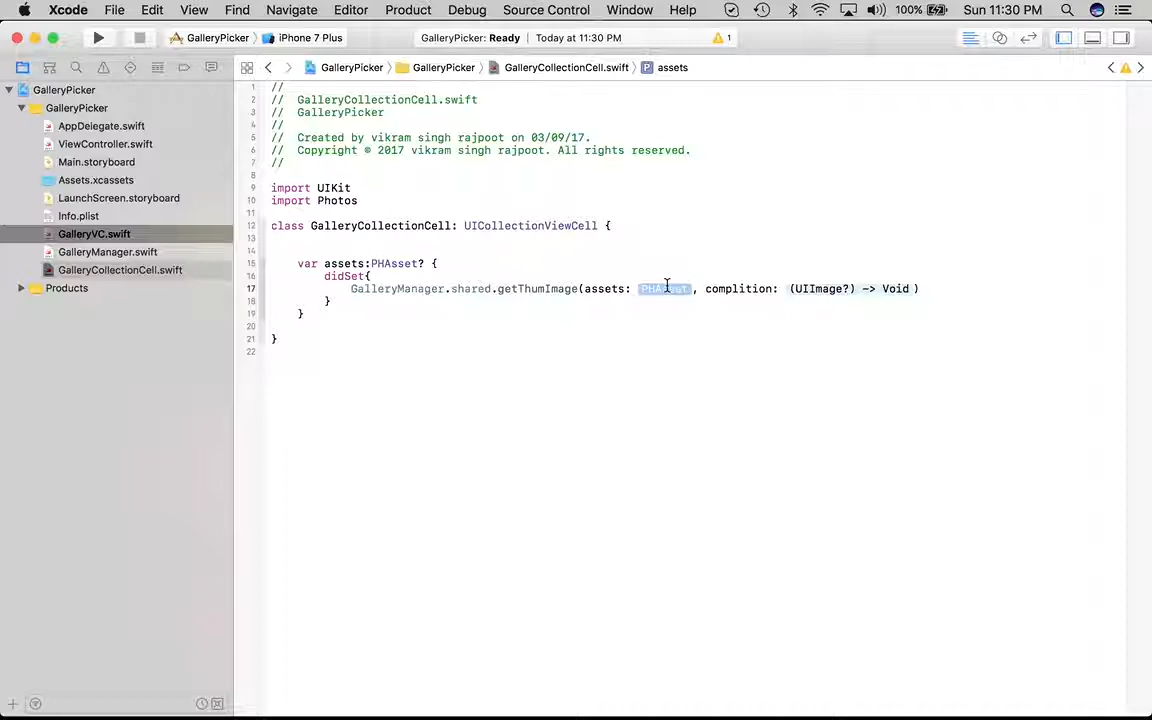 Xcode File Edit View Find Navigate Editor Product Debug Source Control Window Help 100% Sun 11:30 PM
GalleryPicker iPhone 7 Plus GalleryPicker: Ready Today at 11:30 PM 1
GalleryPicker GalleryPicker GalleryCollectionCell.swift P assets
GalleryPicker
GalleryPicker
AppDelegate.swift
ViewController.swift
Main.storyboard
Assets.xcassets
LaunchScreen.storyboard
Info.plist
GalleryVC.swift
GalleryManager.swift
GalleryCollectionCell.swift
Products
1 //
2 // GalleryCollectionCell.swift
3 // GalleryPicker
4 //
5 // Created by vikram singh rajpoot on 03/09/17.
6 // Copyright © 2017 vikram singh rajpoot. All rights reserved.
7 //
8
9 import UIKit
10 import Photos
11
12 class GalleryCollectionCell: UICollectionViewCell {
13
14
15 var assets:PHAsset? {
16 didSet{
17 GalleryManager.shared.getThumImage(assets: PHAsset, complition: (UIImage?) -> Void )
18 }
19 }
20
21 }
22